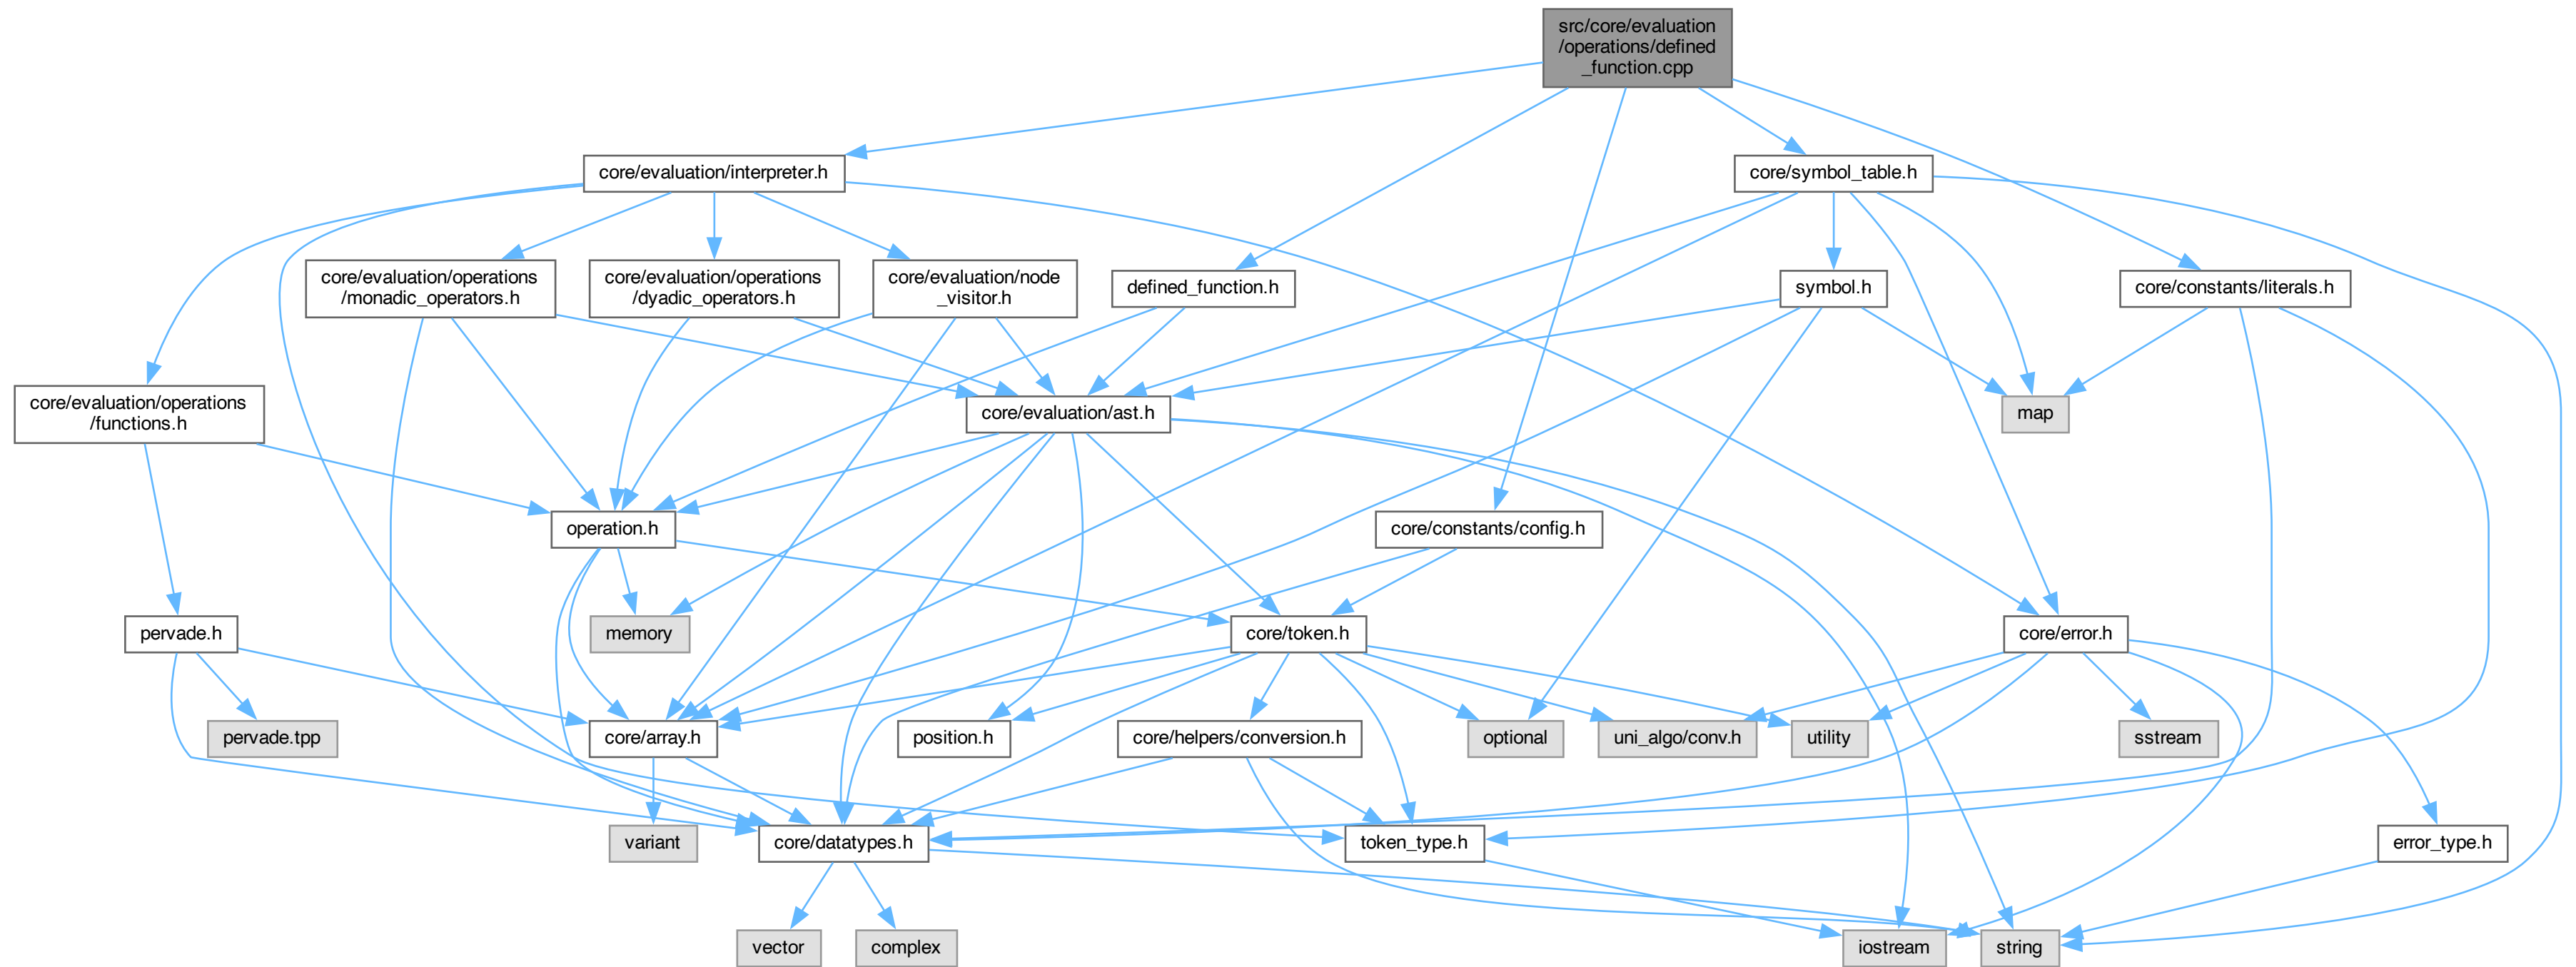 src/core/evaluation
/operations/defined
_function.cpp
core/evaluation/interpreter.h
core/symbol_table.h
core/evaluation/operations
/monadic_operators.h
core/evaluation/operations
/dyadic_operators.h
core/evaluation/node
_visitor.h
defined_function.h
symbol.h
core/constants/literals.h
core/evaluation/operations
/functions.h
core/evaluation/ast.h
map
operation.h
core/constants/config.h
pervade.h
memory
core/token.h
core/error.h
pervade.tpp
core/array.h
position.h
core/helpers/conversion.h
optional
uni_algo/conv.h
utility
sstream
variant
core/datatypes.h
token_type.h
error_type.h
vector
complex
iostream
string